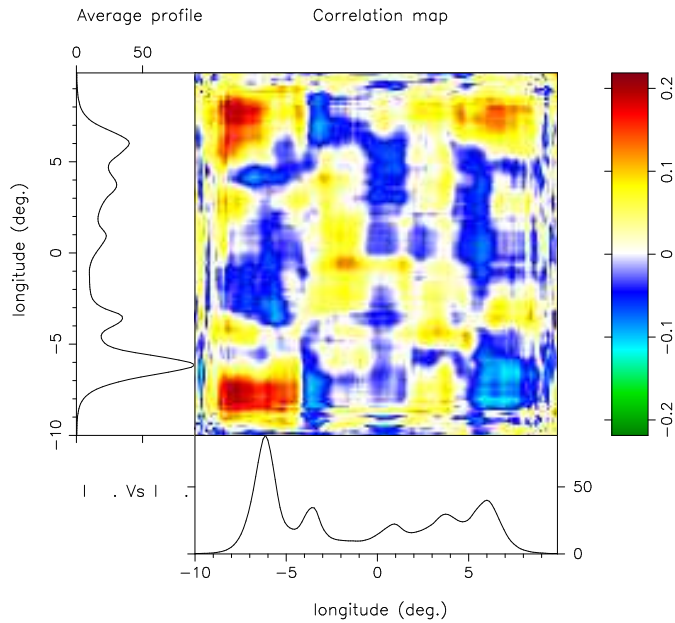 Average profile
Correlation map
0 50
5
0
−5
−10
longitude (deg.)
0.2
0.1
0
−0.1
−0.2
I . Vs I .
50
0
−10 −5 0 5
longitude (deg.)